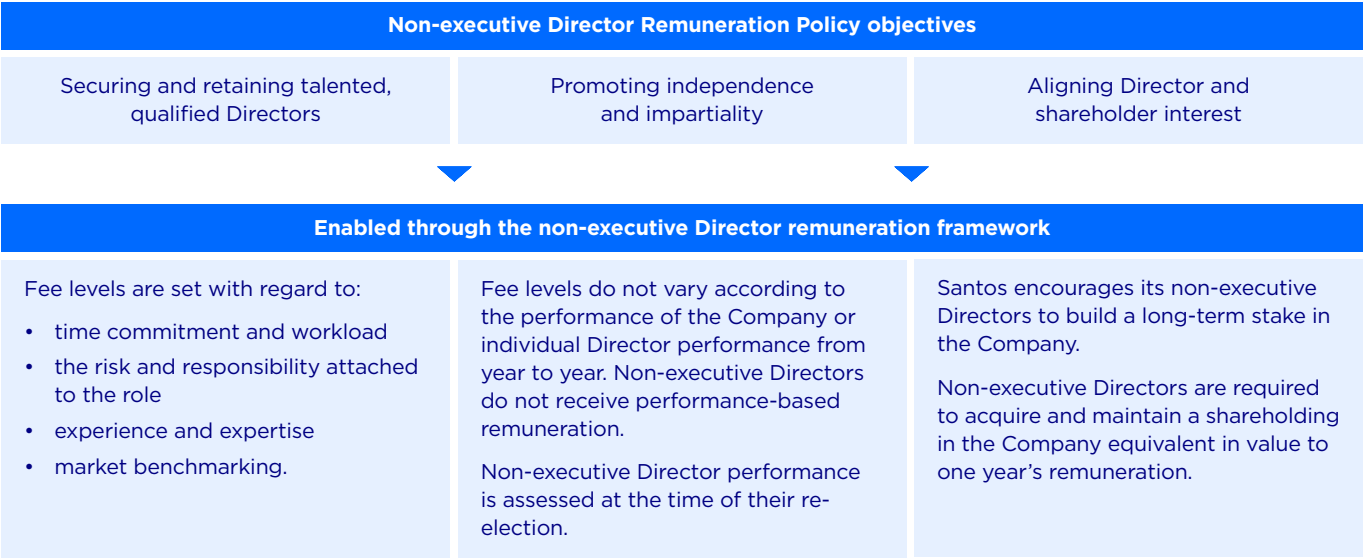 Non-executive Director Remuneration Policy objectives
Securing and retaining talented,
qualified Directors
Promoting independence
and impartiality
Aligning Director and
shareholder interest
Enabled through the non-executive Director remuneration framework
Fee levels are set with regard to:
• time commitment and workload
• the risk and responsibility attached
to the role
• experience and expertise
• market benchmarking.
Fee levels do not vary according to
the performance of the Company or
individual Director performance from
year to year. Non-executive Directors
do not receive performance-based
remuneration.
Non-executive Director performance
is assessed at the time of their re-
election.
Santos encourages its non-executive
Directors to build a long-term stake in
the Company.
Non-executive Directors are required
to acquire and maintain a shareholding
in the Company equivalent in value to
one year's remuneration.